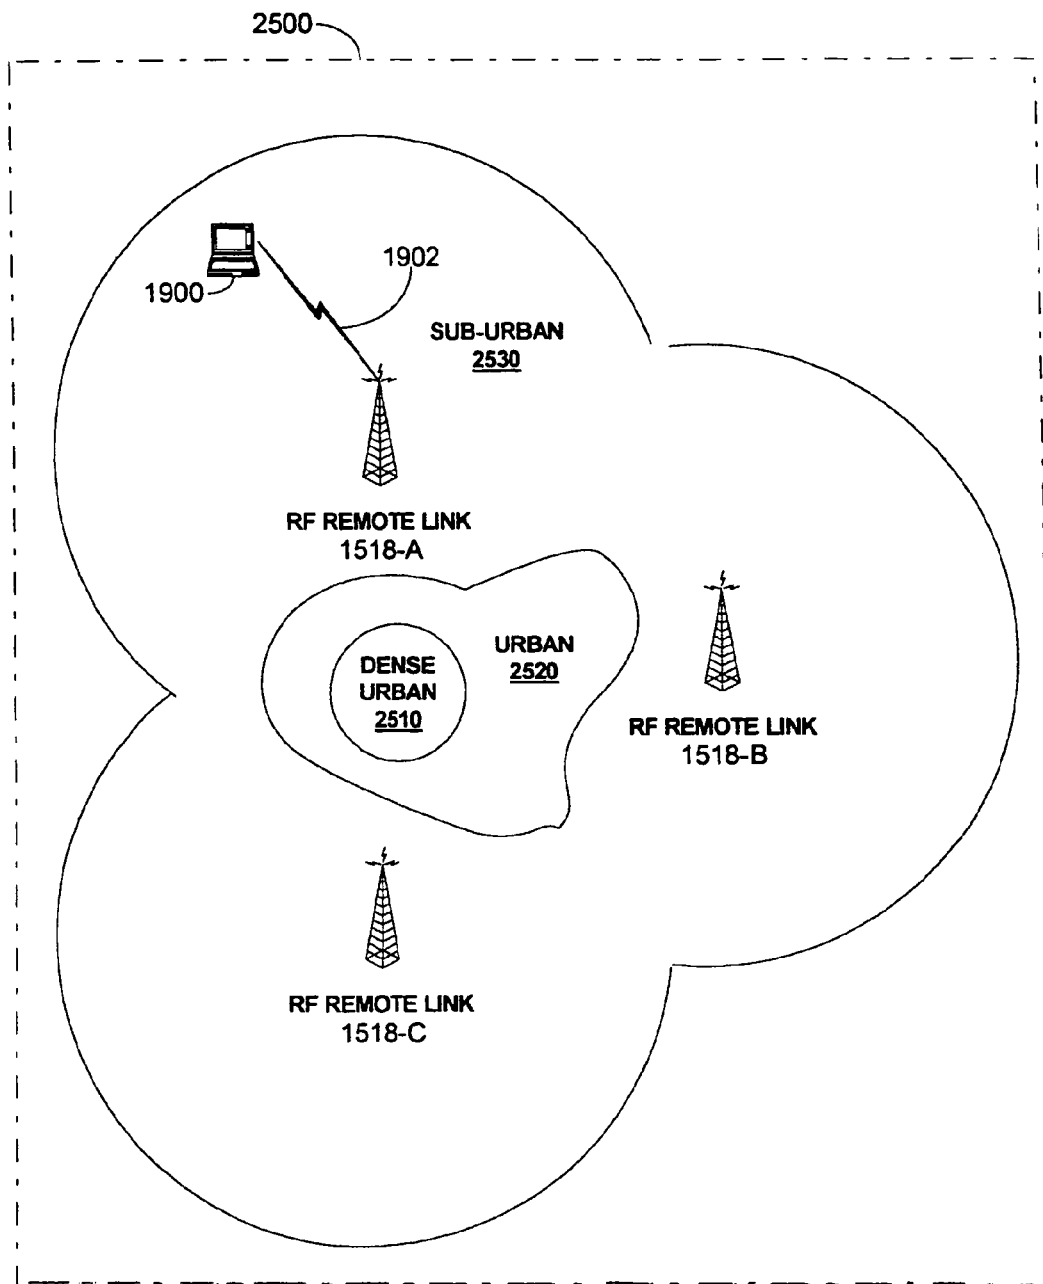 2500
1902
1900
SUB-URBAN
2530
RF REMOTE LINK
1518-A
URBAN
2520
DENSE
URBAN
2510
RF REMOTE LINK
1518-B
RF REMOTE LINK
1518-C